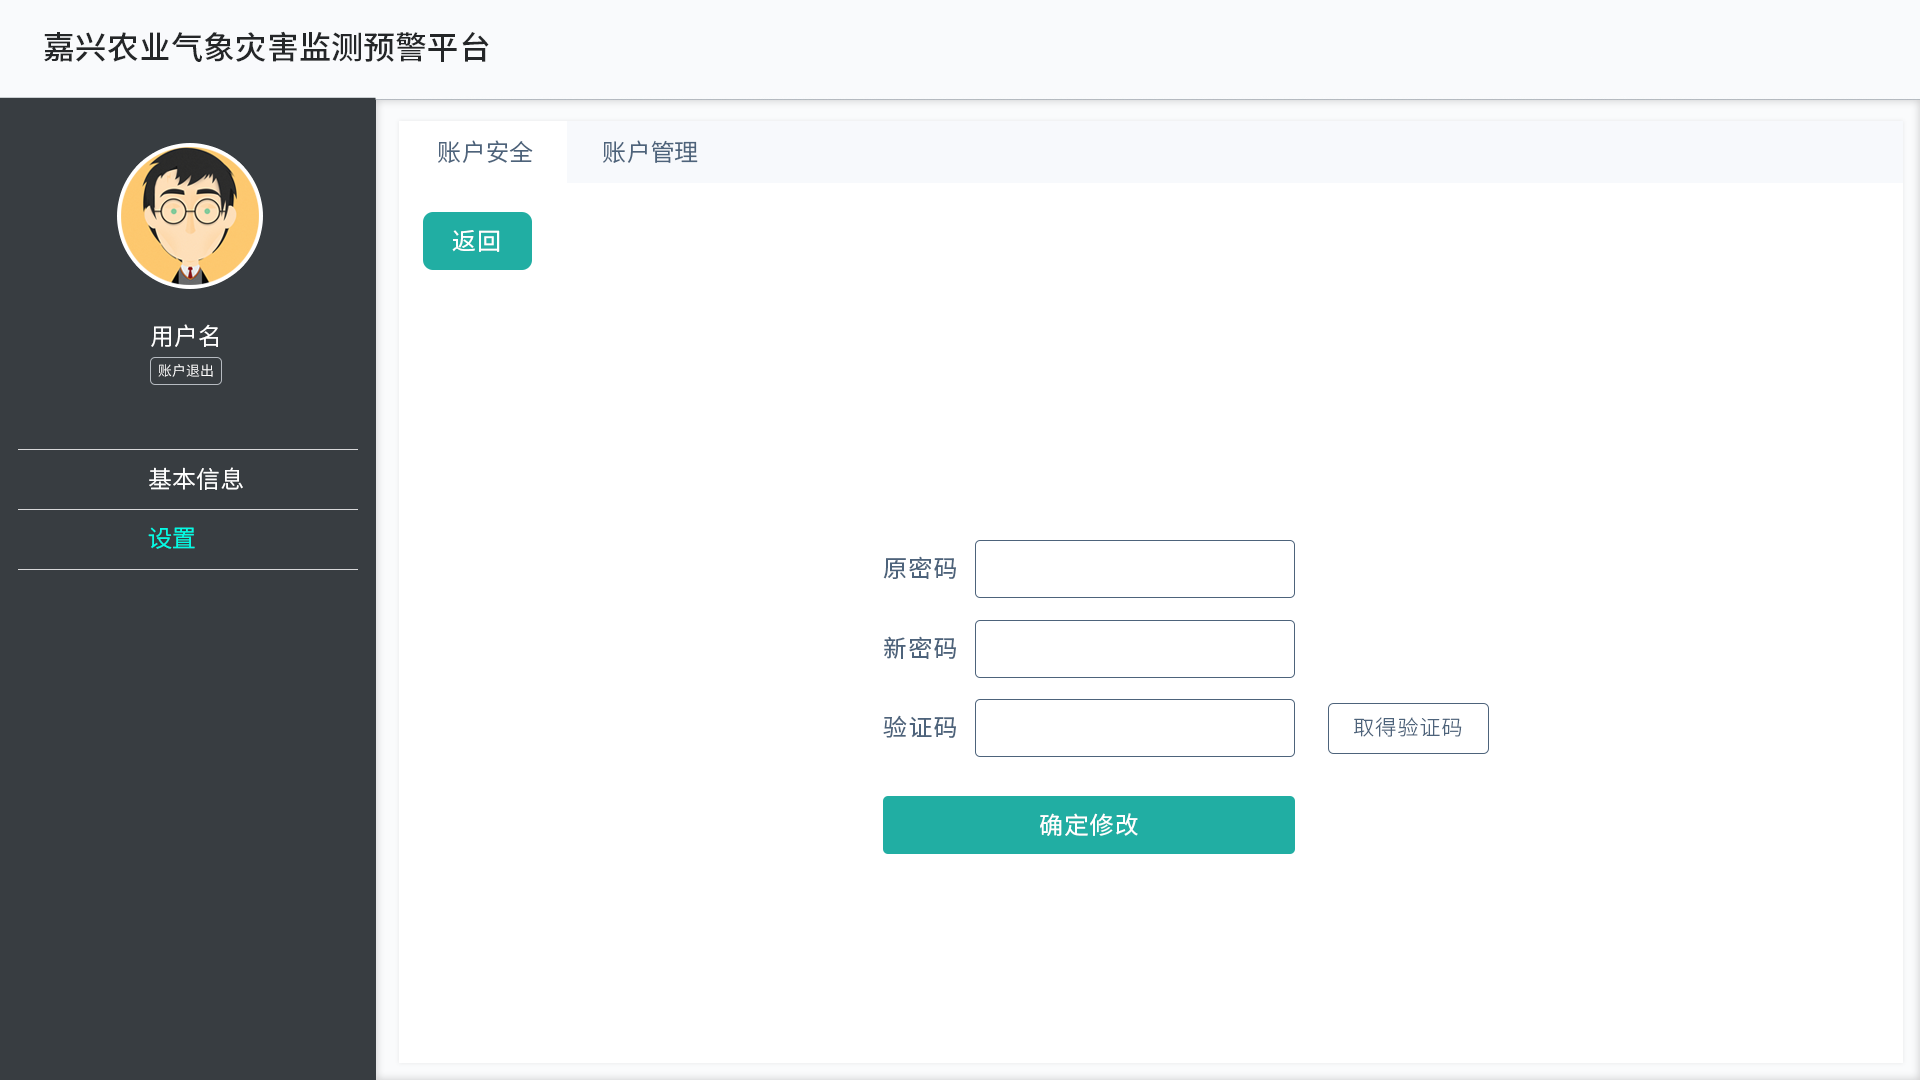 嘉兴农业气象灾害监测预警平台
账户安全 账户管理
返回
用户名
账户退出
基本信息
设置
原密码
新密码
验证码 取得验证码
确定修改